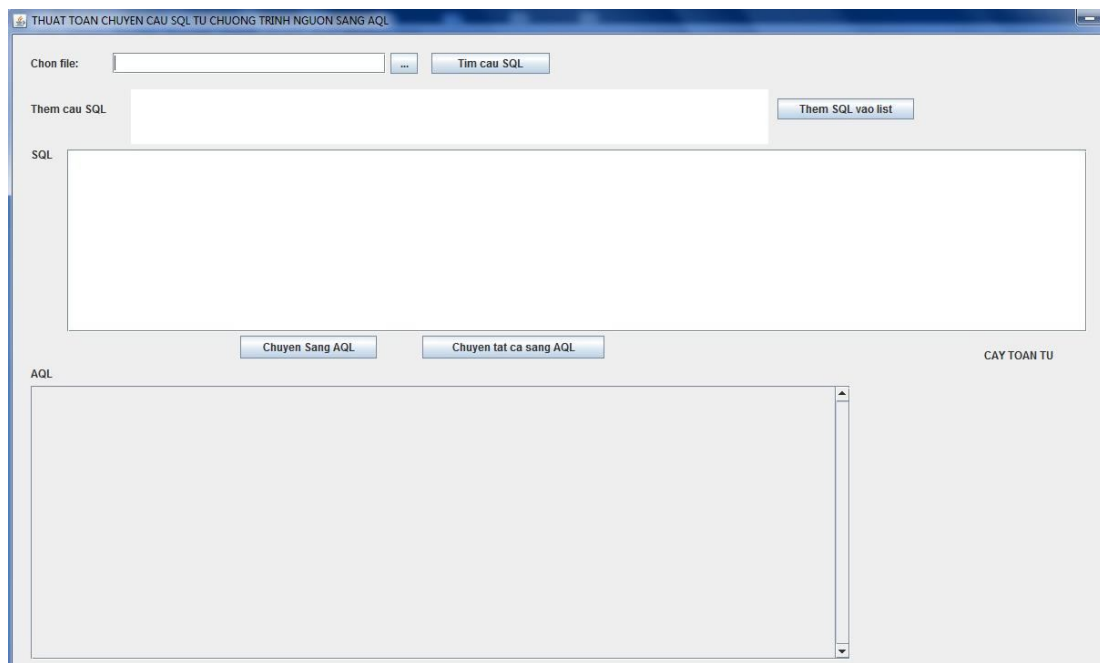 THUAT TOAN CHUYEN CAU SQL TU CHUONG TRINH NGUON SANG AQL
Chon file:
...
Tim cau SQL
Them cau SQL
Them SQL vao list
SQL
Chuyen Sang AQL
Chuyen tat ca sang AQL
CAY TOAN TU
AQL